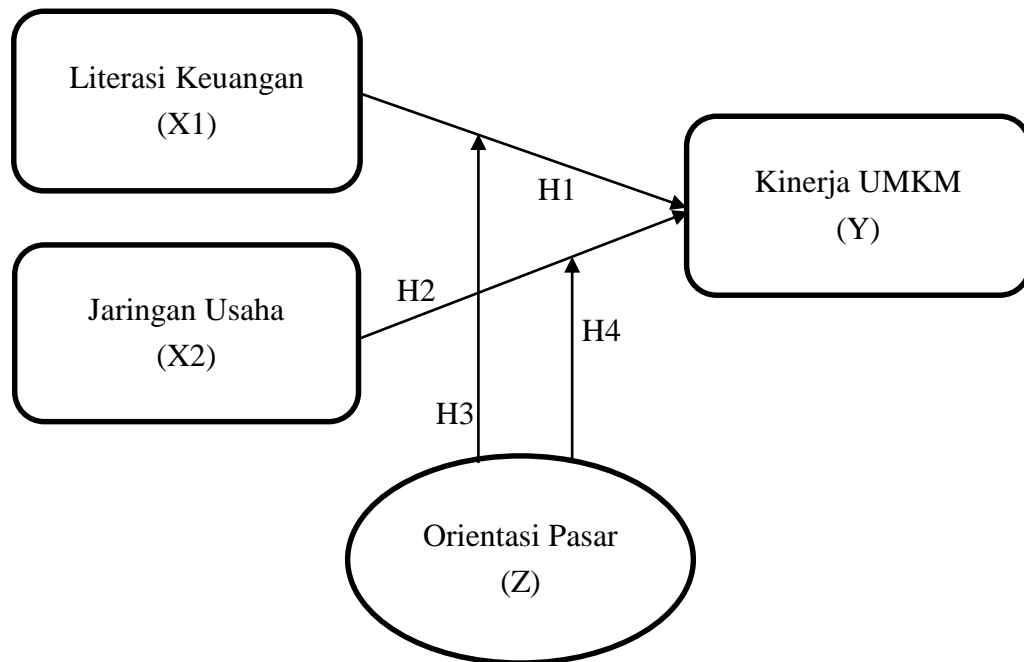 Literasi Keuangan
(X1)
Kinerja UMKM
(Y)
H1
Jaringan Usaha
(X2)
H2
H4
H3
Orientasi Pasar
(Z)